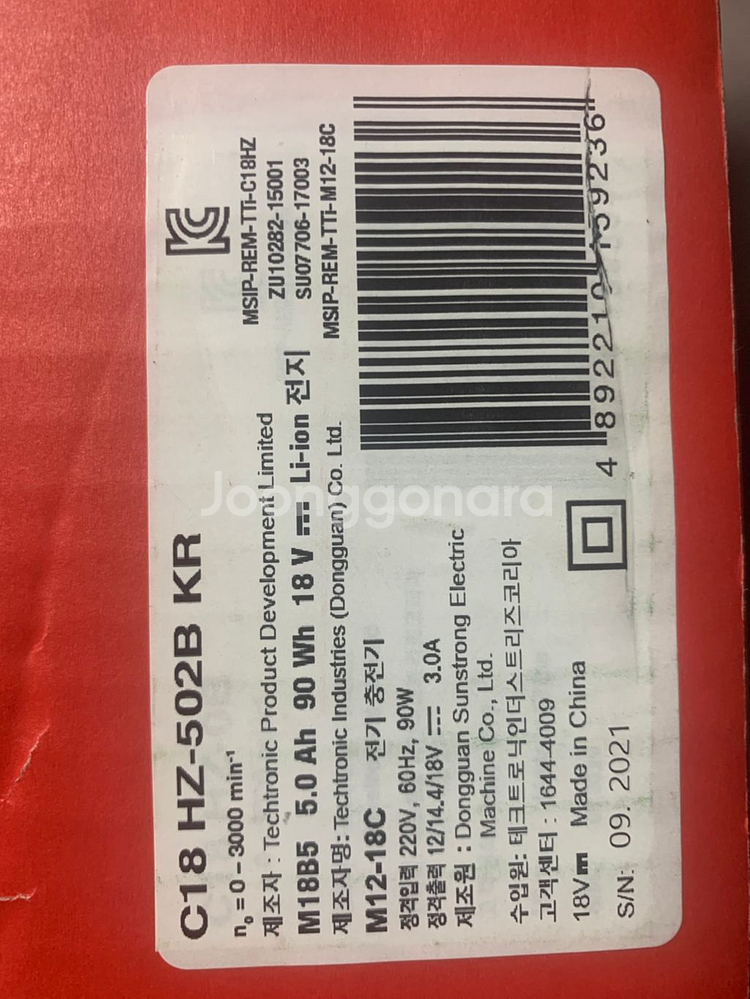 C18 HZ-502B KR
n₀ = 0 – 3000 min⁻¹
제조자 : Techtronic Product Development Limited
M18B5 5.0 Ah 90 Wh 18 V Li-ion 전지
제조자명: Techtronic Industries (Dongguan) Co. Ltd.
M12-18C 전기 충전기
정격입력 220V, 60Hz, 90W
정격출력 12/14.4/18V 3.0A
제조원 : Dongguan Sunstrong Electric
Machine Co., Ltd.
수입원: 테크트로닉인더스트리즈코리아
고객센터 : 1644-4009
18V Made in China
S/N: 09. 2021
KC
MSIP-REM-TTi-C18HZ
ZU10282-15001
SU07706-17003
MSIP-REM-TTi-M12-18C
4 892210 159236
Joonggonara